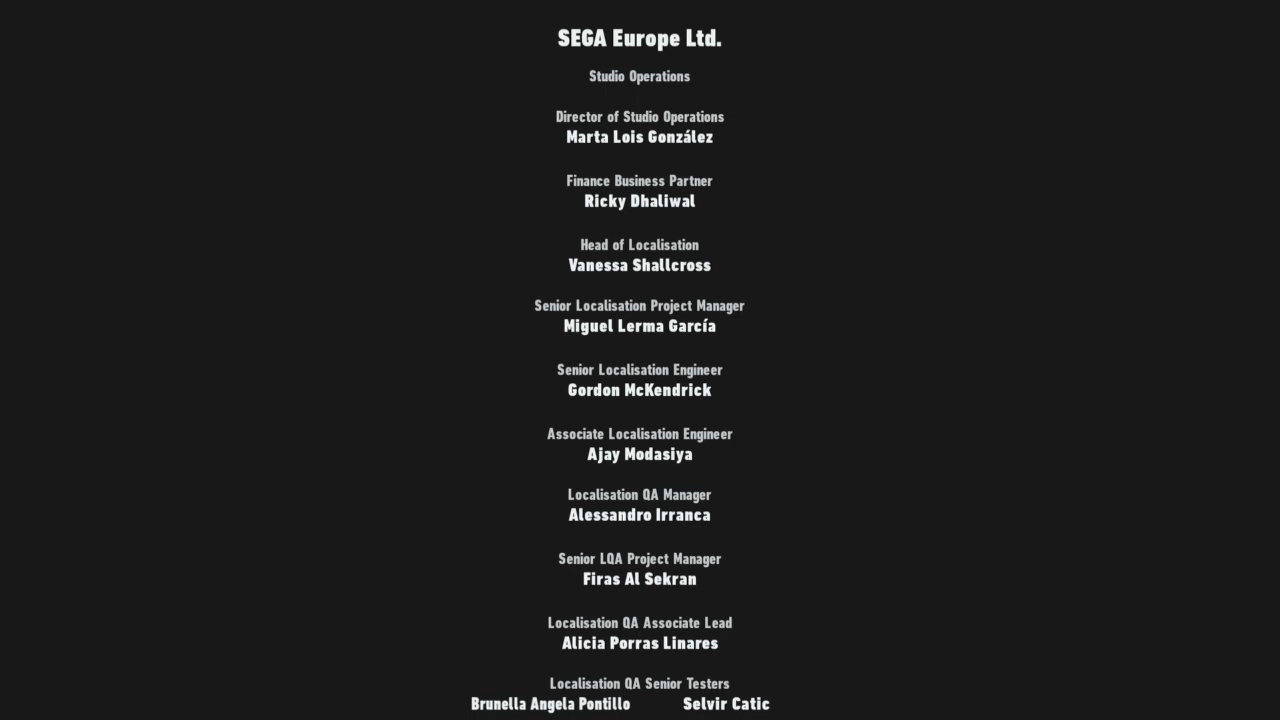 SEGA Europe Ltd.
Studio Operations
Director of Studio Operations
Marta Lois González
Finance Business Partner
Ricky Dhaliwal
Head of Localisation
Vanessa Shallcross
Senior Localisation Project Manager
Miguel Lerma García
Senior Localisation Engineer
Gordon McKendrick
Associate Localisation Engineer
Ajay Modasiya
Localisation QA Manager
Alessandro Irranca
Senior LQA Project Manager
Firas Al Sekran
Localisation QA Associate Lead
Alicia Porras Linares
Localisation QA Senior Testers
Brunella Angela Pontillo Selvir Catic